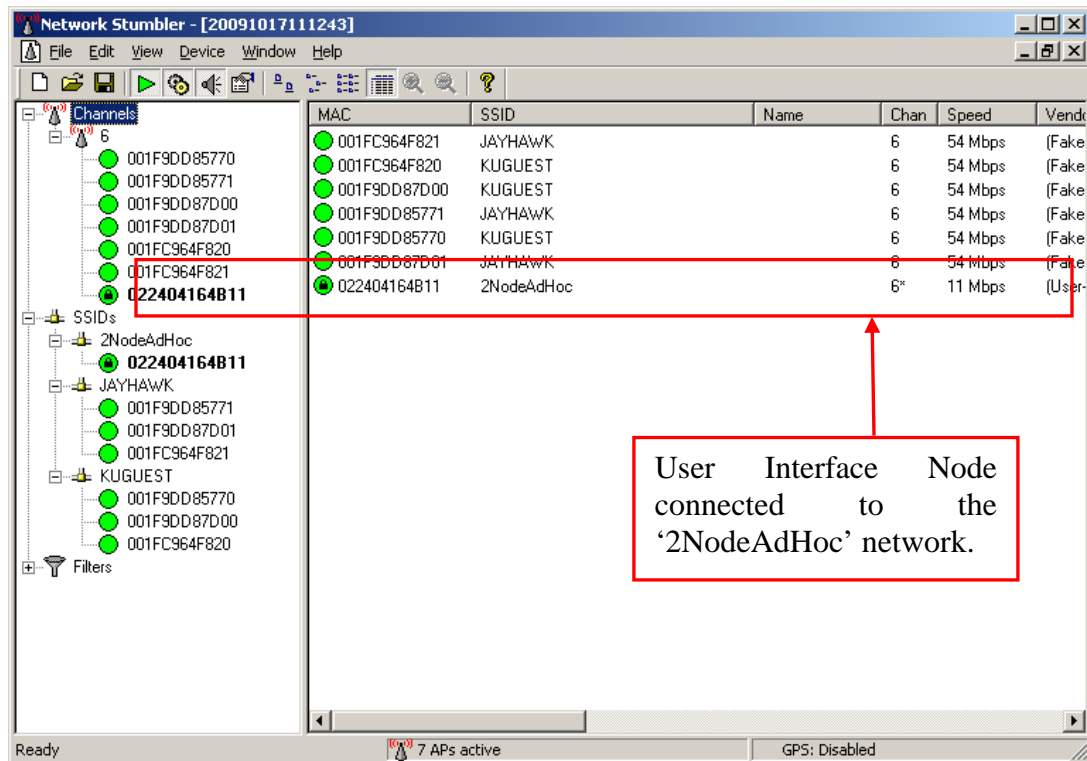 Network Stumbler - [20091017111243]
File Edit View Device Window Help
Channels
6
001F9DD85770
001F9DD85771
001F9DD87D00
001F9DD87D01
001FC964F820
001FC964F821
022404164B11
SSIDs
2NodeAdHoc
022404164B11
JAYHAWK
001F9DD85771
001F9DD87D01
001FC964F821
KUGUEST
001F9DD85770
001F9DD87D00
001FC964F820
Filters
MAC SSID Name Chan Speed Vendo
001FC964F821 JAYHAWK 6 54 Mbps (Fake
001FC964F820 KUGUEST 6 54 Mbps (Fake
001F9DD87D00 KUGUEST 6 54 Mbps (Fake
001F9DD85771 JAYHAWK 6 54 Mbps (Fake
001F9DD85770 KUGUEST 6 54 Mbps (Fake
001F9DD87D01 JAYHAWK 6 54 Mbps (Fake
022404164B11 2NodeAdHoc 6* 11 Mbps (User-
User Interface Node
connected to the
‘2NodeAdHoc’ network.
Ready 7 APs active GPS: Disabled